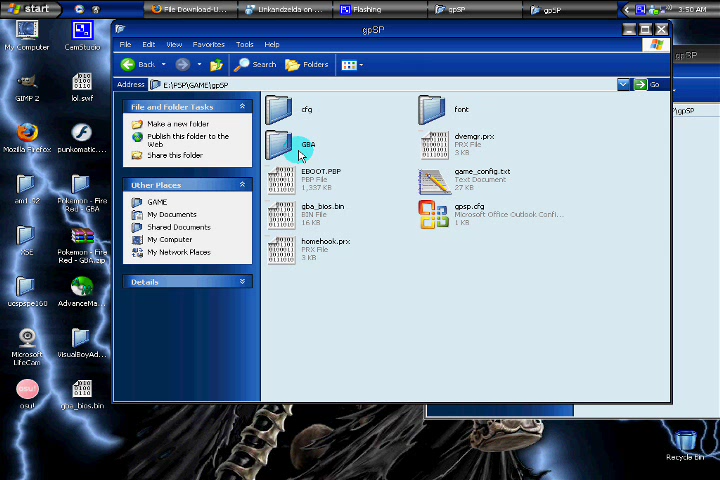 start
File Download-U...
Linkandzelda on ...
Flashing
gpSP
gpSP
3:50 AM
gpSP
File Edit View Favorites Tools Help
Back
Search
Folders
Address
E:\PSP\GAME\gpSP
Go
File and Folder Tasks
Make a new folder
Publish this folder to the
Web
Share this folder
Other Places
GAME
My Documents
Shared Documents
My Computer
My Network Places
Details
cfg
font
GBA
dvemgr.prx
PRX File
3 KB
EBOOT.PBP
PBP File
1,337 KB
game_config.txt
Text Document
27 KB
gba_bios.bin
BIN File
16 KB
gpsp.cfg
Microsoft Office Outlook Confi...
1 KB
homehook.prx
PRX File
3 KB
My Computer
CamStudio
GIMP 2
lol.swf
Mozilla Firefox
punkomatic....
am1.92
Pokemon - Fire
Red - GBA
XSE
Pokemon - Fire
Red - GBA.zip
ucspspe160
AdvanceMa...
Microsoft
LifeCam
VisualBoyAd...
osu!
gba_bios.bin
Recycle Bin